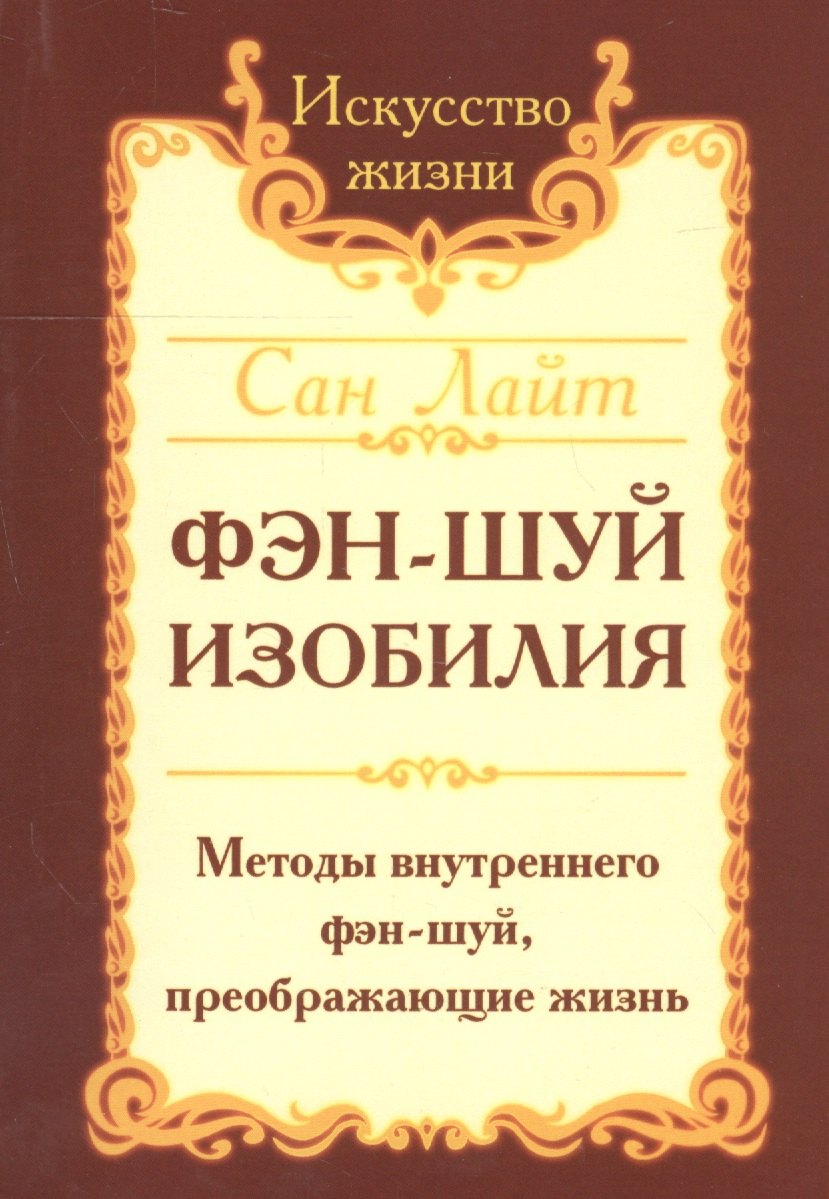 Искусство
жизни
Сан Лайт
ФЭН-ШУЙ
ИЗОБИЛИЯ
Методы внутреннего
фэн-шуй,
преображающие жизнь